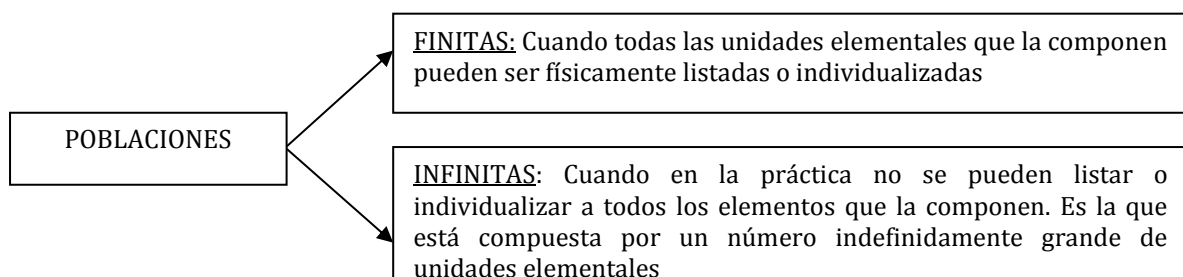 FINITAS: Cuando todas las unidades elementales que la componen
pueden ser físicamente listadas o individualizadas
POBLACIONES
INFINITAS: Cuando en la práctica no se pueden listar o
individualizar a todos los elementos que la componen. Es la que
está compuesta por un número indefinidamente grande de
unidades elementales